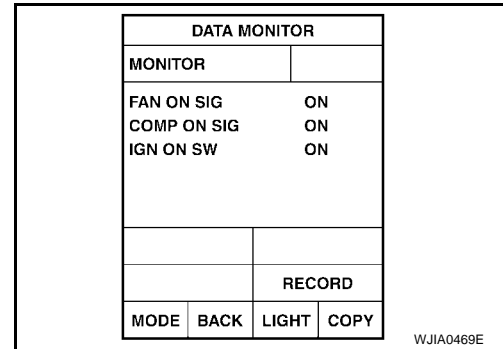 DATA MONITOR
MONITOR
FAN ON SIG ON
COMP ON SIG ON
IGN ON SW ON
RECORD
MODE BACK LIGHT COPY
WJIA0469E